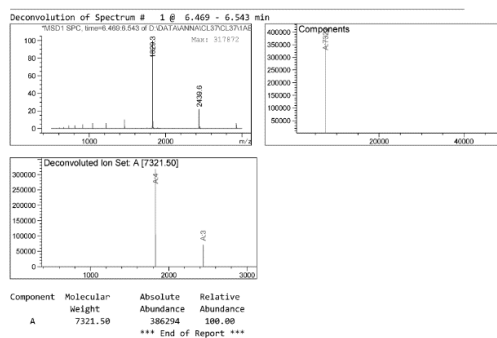 Deconvolution of Spectrum # 1 @ 6.469 - 6.543 min
*MSD1 SPC, time=6.469:6.543 of D:\DATA\ANNA\CL37\CL37\1AE
Max: 317872
100
80
60
40
20
0
1829.3
2439.6
1000
2000
m/z
Components
400000
350000
300000
250000
200000
150000
100000
50000
20000
40000
Deconvoluted Ion Set: A [7321.50]
300000
250000
200000
150000
100000
50000
0
A:4
A:3
1000
2000
3000
Component Molecular Absolute Relative
Weight Abundance Abundance
A 7321.50 386294 100.00
*** End of Report ***